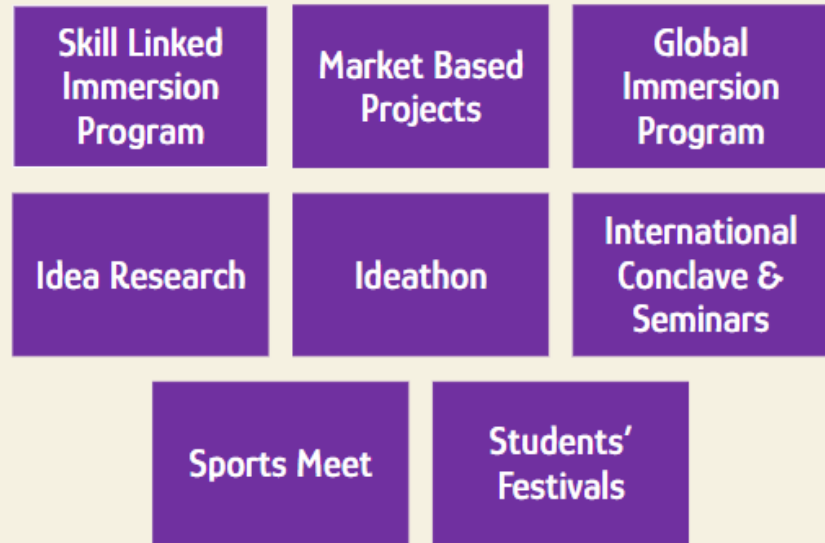 Skill Linked
Immersion
Program
Market Based
Projects
Global
Immersion
Program
Idea Research
Ideathon
International
Conclave &
Seminars
Sports Meet
Students’
Festivals